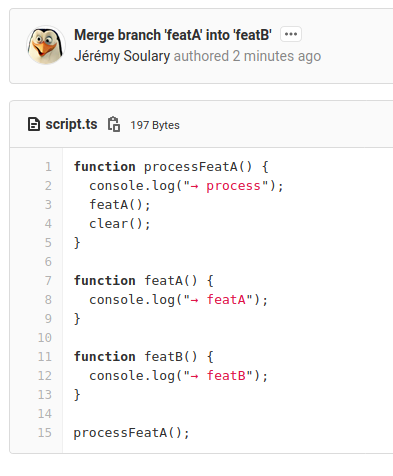 Merge branch 'featA' into 'featB'
Jérémy Soulary authored 2 minutes ago
script.ts 197 Bytes
1 function processFeatA() {
2   console.log("→ process");
3   featA();
4   clear();
5 }
6
7 function featA() {
8   console.log("→ featA");
9 }
10
11 function featB() {
12   console.log("→ featB");
13 }
14
15 processFeatA();